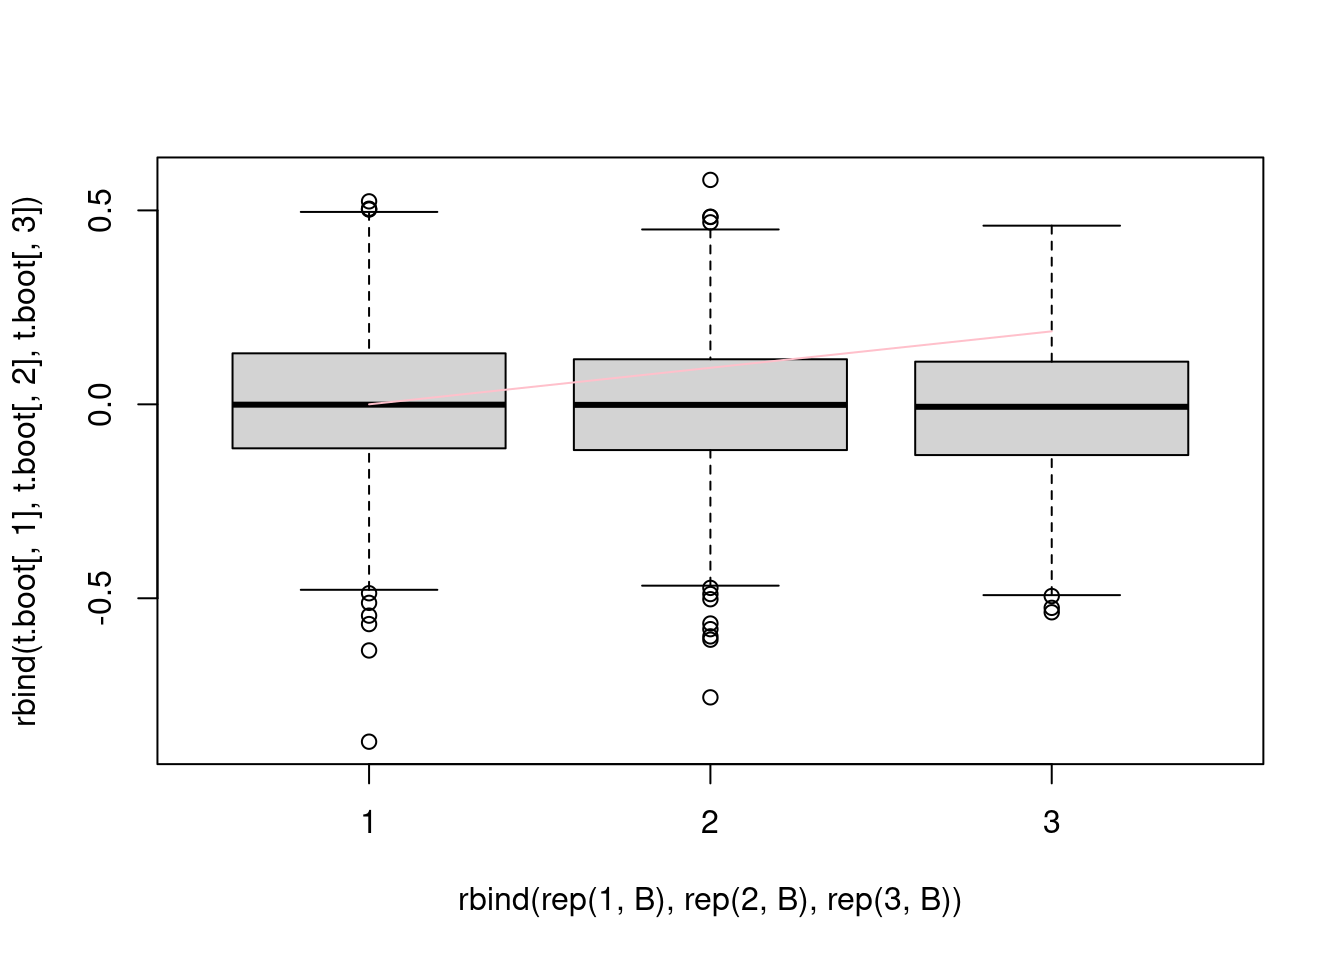 rbind(t.boot[, 1], t.boot[, 2], t.boot[, 3])
0.5
0.0
-0.5
1 2 3
rbind(rep(1, B), rep(2, B), rep(3, B))